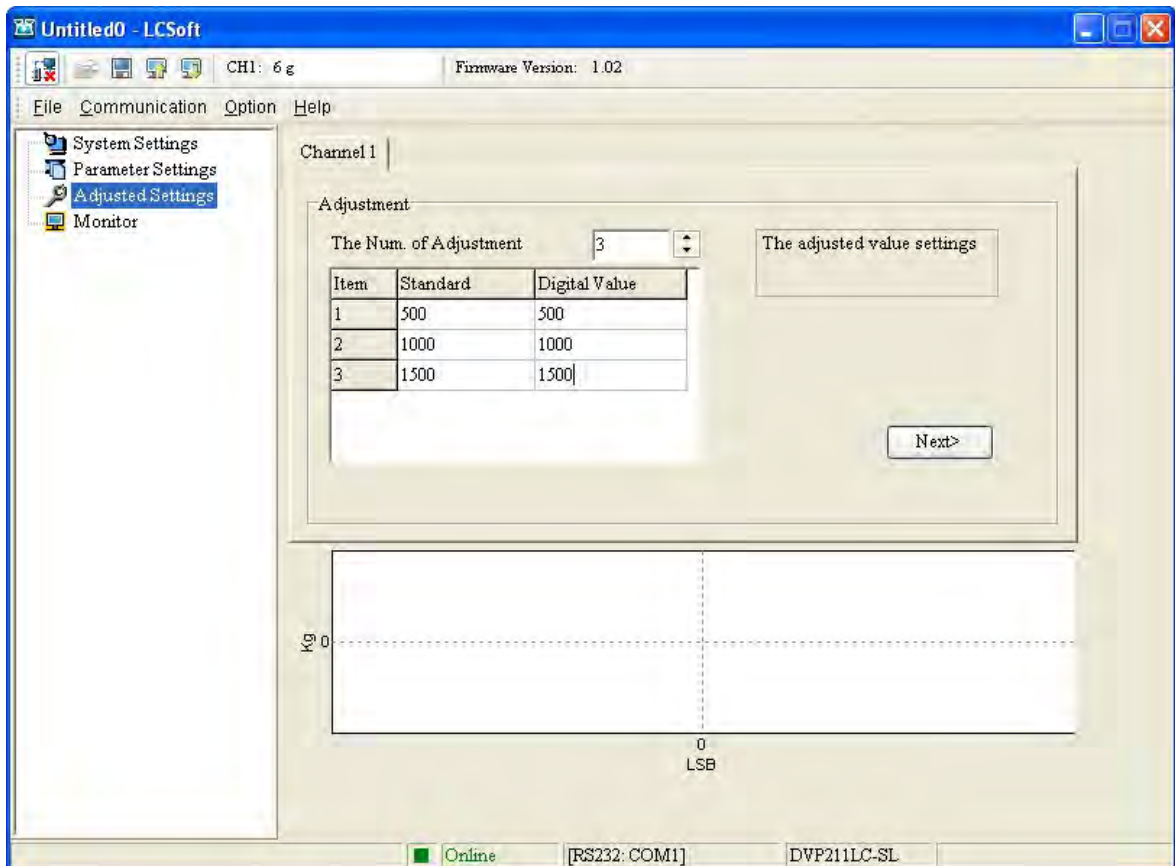 Untitled0 - LCSoft
CH1: 6 g Firmware Version: 1.02
File Communication Option Help
System Settings
Parameter Settings
Adjusted Settings
Monitor
Channel 1
Adjustment
The Num. of Adjustment 3
The adjusted value settings
Item Standard Digital Value
1 500 500
2 1000 1000
3 1500 1500
Next>
Kg
0
0
LSB
Online [RS232: COM1] DVP211LC-SL